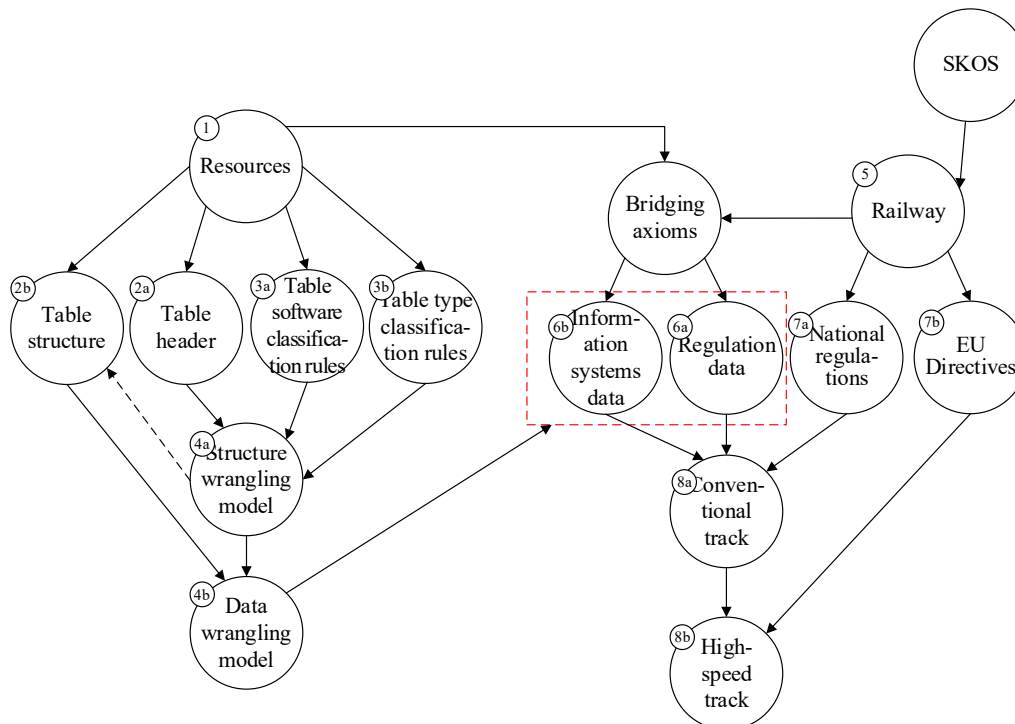 SKOS
1
Resources
5
Railway
Bridging
axioms
2b
Table
structure
2a
Table
header
3a
Table
software
classifica-
tion rules
3b
Table type
classifica-
tion rules
6b
Inform-
ation
systems
data
6a
Regulation
data
7a
National
regula-
tions
7b
EU
Directives
4a
Structure
wrangling
model
8a
Conven-
tional
track
4b
Data
wrangling
model
8b
High-
speed
track